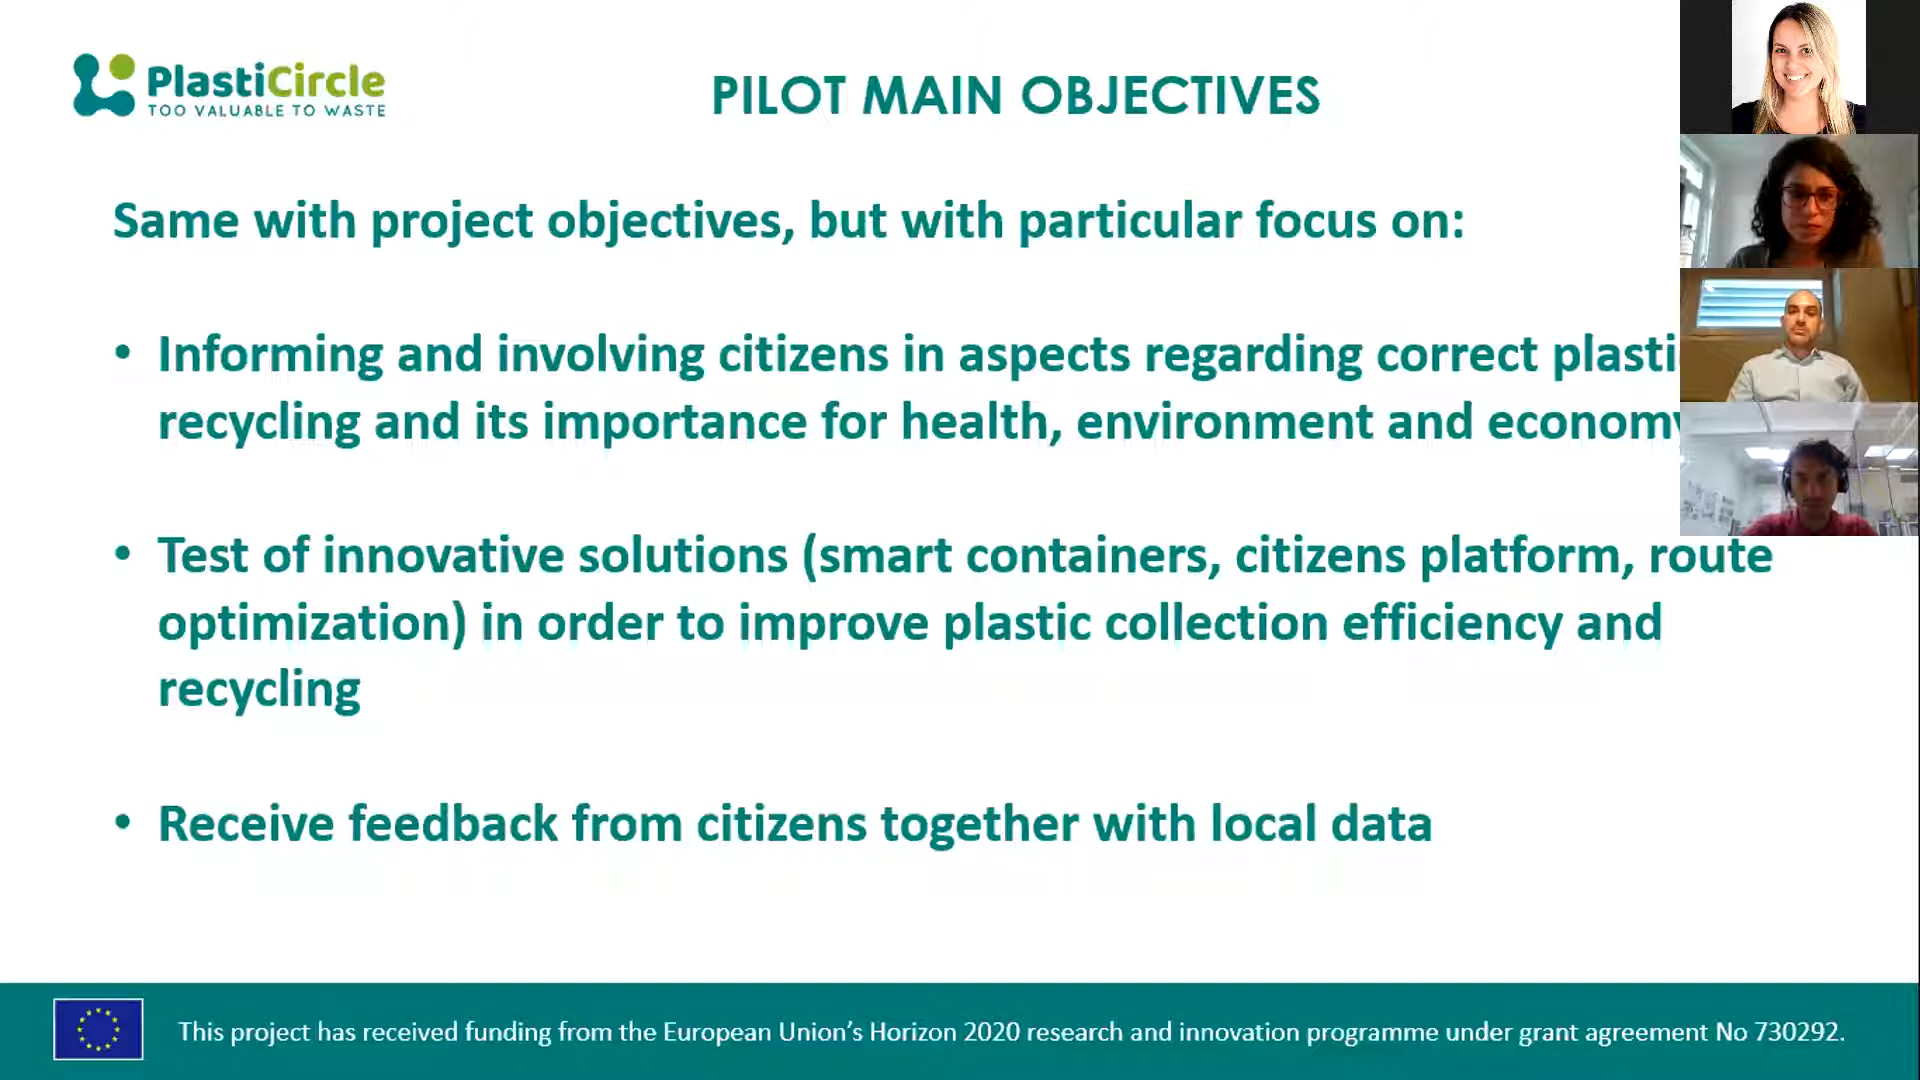 PlastiCircle
TOO VALUABLE TO WASTE
PILOT MAIN OBJECTIVES
Same with project objectives, but with particular focus on:
• Informing and involving citizens in aspects regarding correct plasti
recycling and its importance for health, environment and economy
• Test of innovative solutions (smart containers, citizens platform, route
optimization) in order to improve plastic collection efficiency and
recycling
• Receive feedback from citizens together with local data
This project has received funding from the European Union’s Horizon 2020 research and innovation programme under grant agreement No 730292.